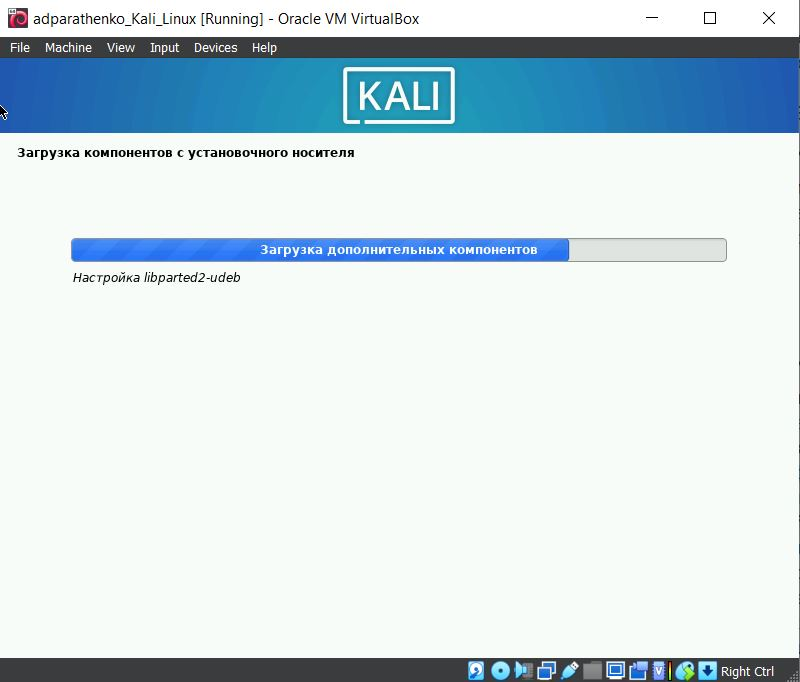 adparathenko_Kali_Linux [Running] - Oracle VM VirtualBox
File Machine View Input Devices Help
KALI
Загрузка компонентов с установочного носителя
Загрузка дополнительных компонентов
Настройка libparted2-udeb
Right Ctrl